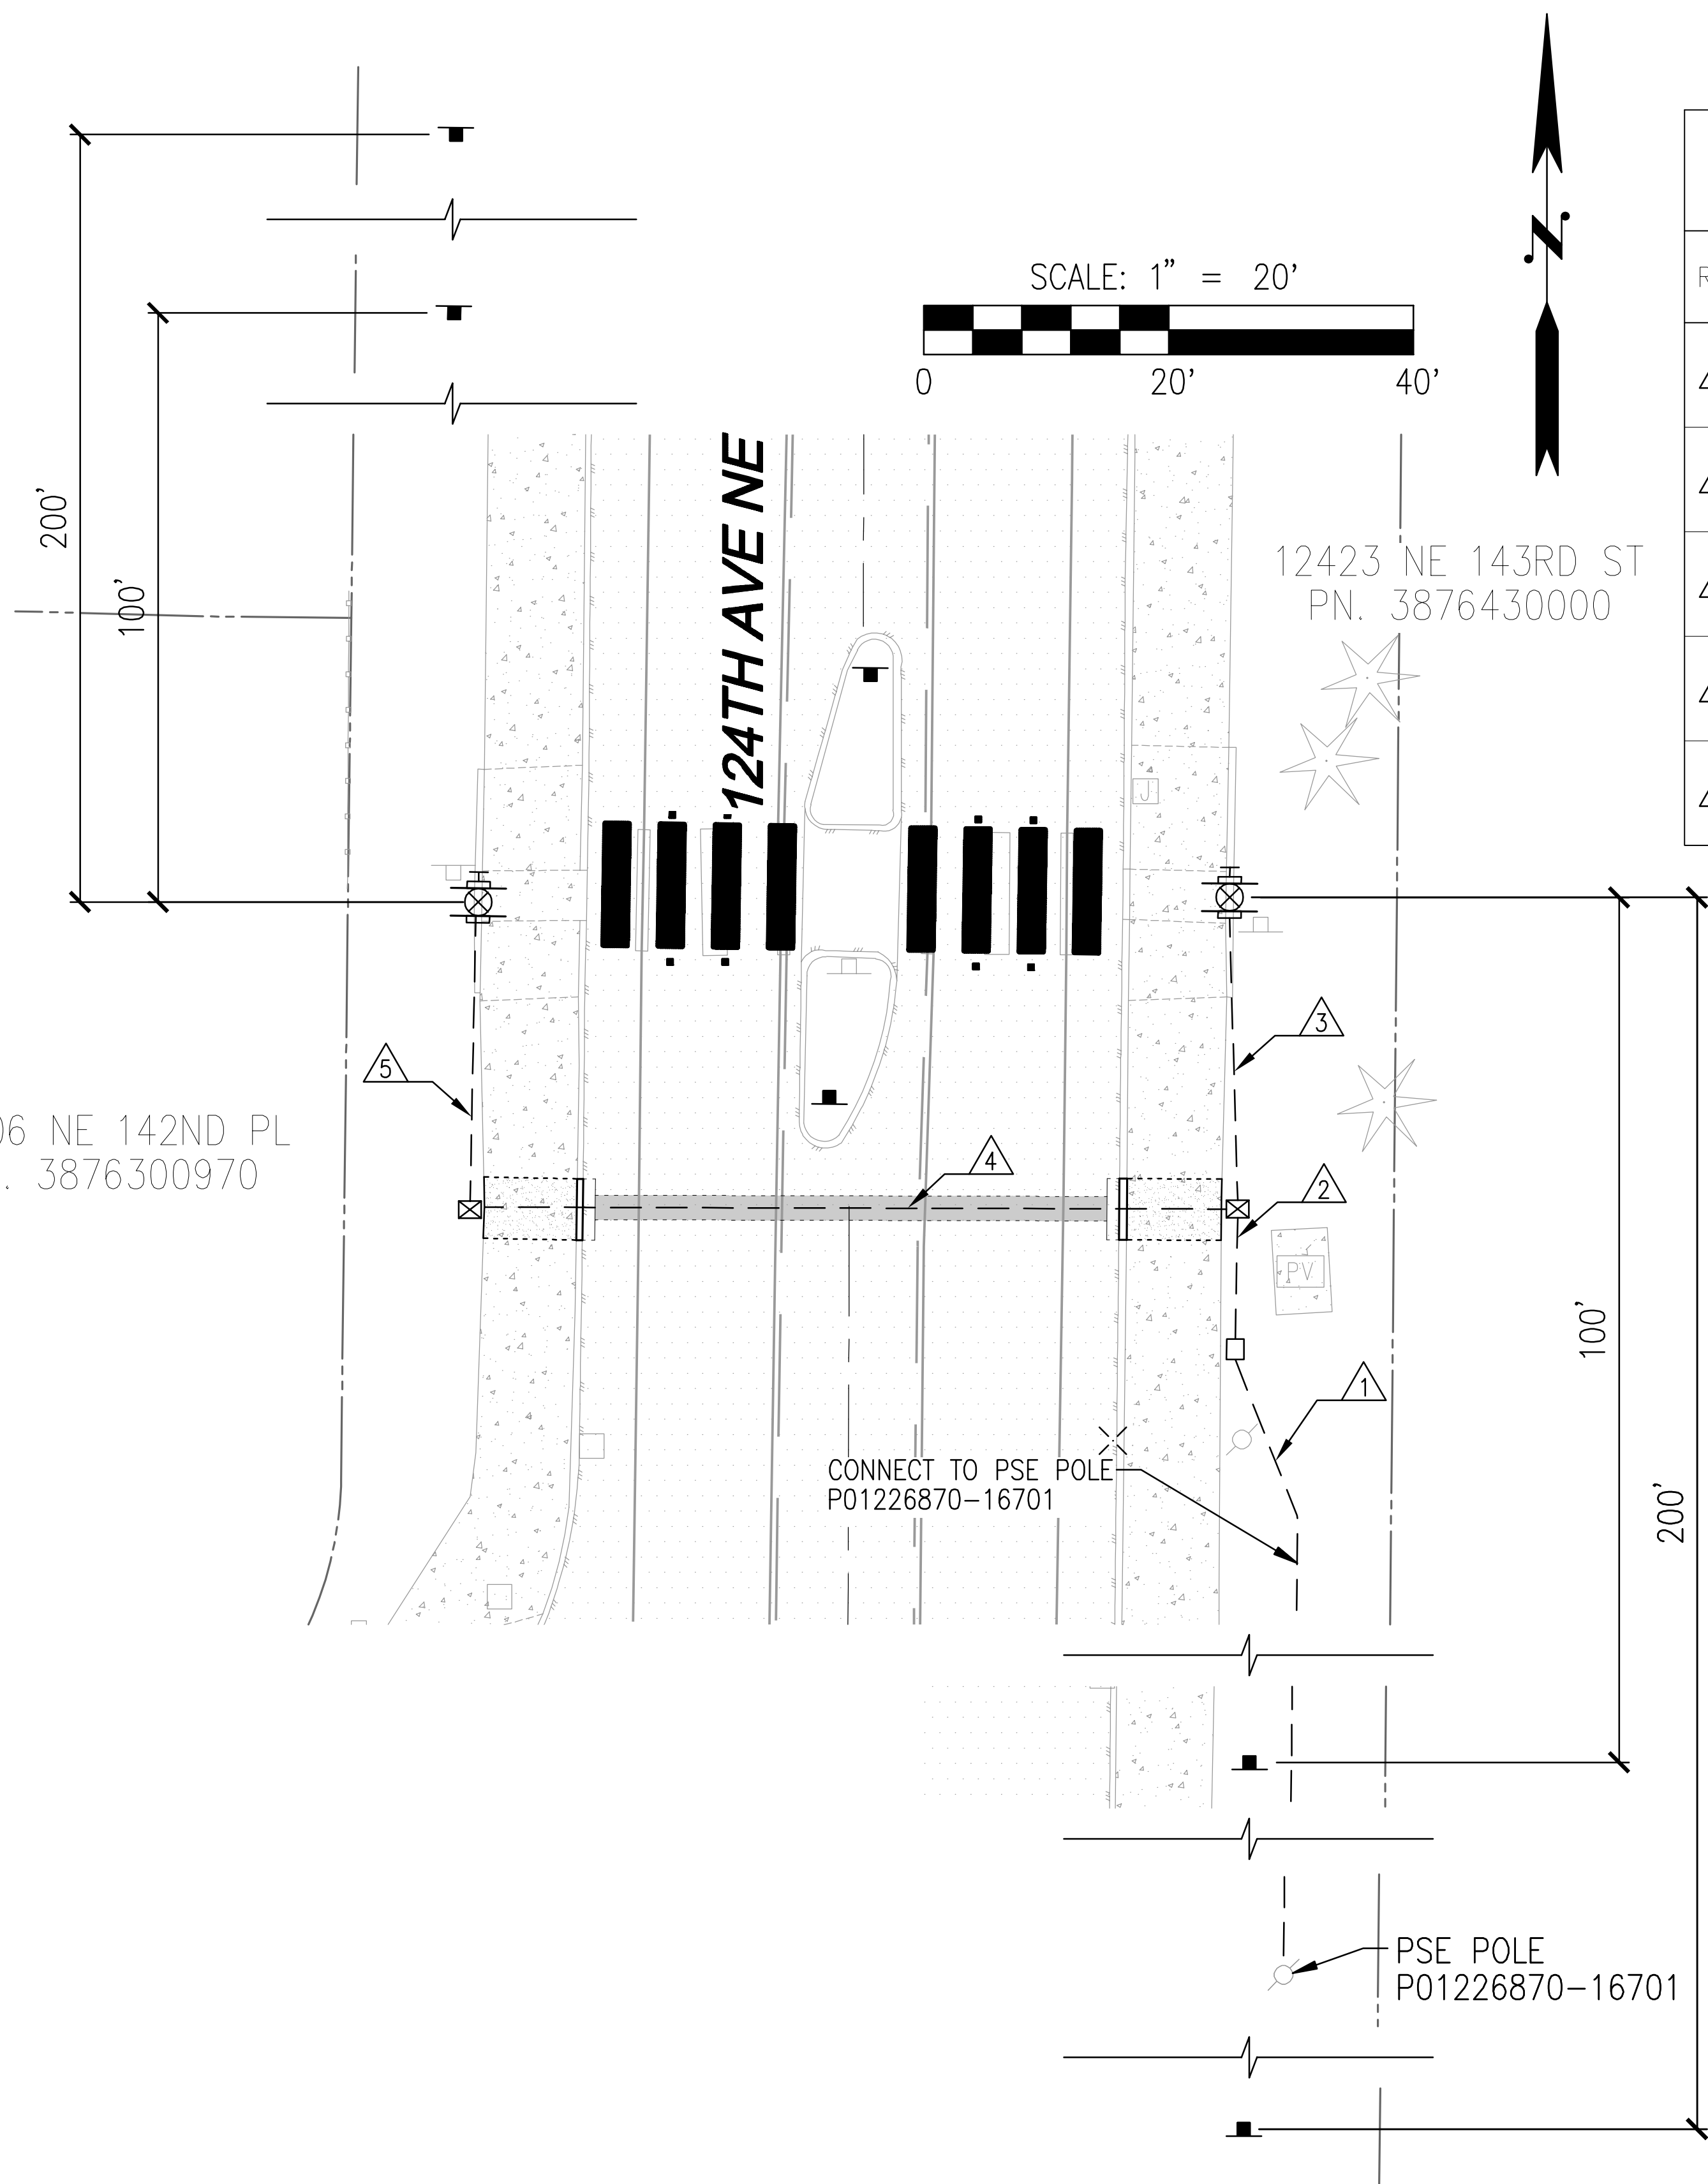 SCALE: 1" = 20'
0 20' 40'
N
R
200'
100'
124TH AVE NE
12423 NE 143RD ST
PN. 3876430000
J
3
5
06 NE 142ND PL
. 3876300970
4
2
PV
1
100'
200'
CONNECT TO PSE POLE
P01226870-16701
PSE POLE
P01226870-16701